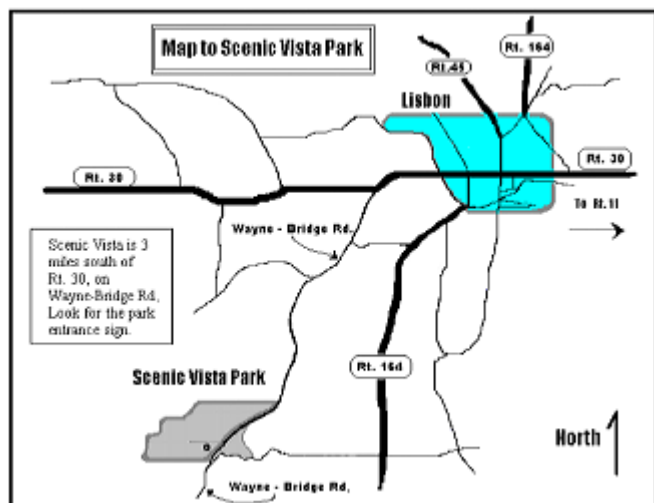 Map to Scenic Vista Park
Rt. 164
Rt.45
Lisbon
Rt. 30
Rt. 30
To Rt.11
Wayne - Bridge Rd.
Scenic Vista is 3
miles south of
Rt. 30, on
Wayne-Bridge Rd,
Look for the park
entrance sign.
Rt. 164
Scenic Vista Park
North
Wayne - Bridge Rd,